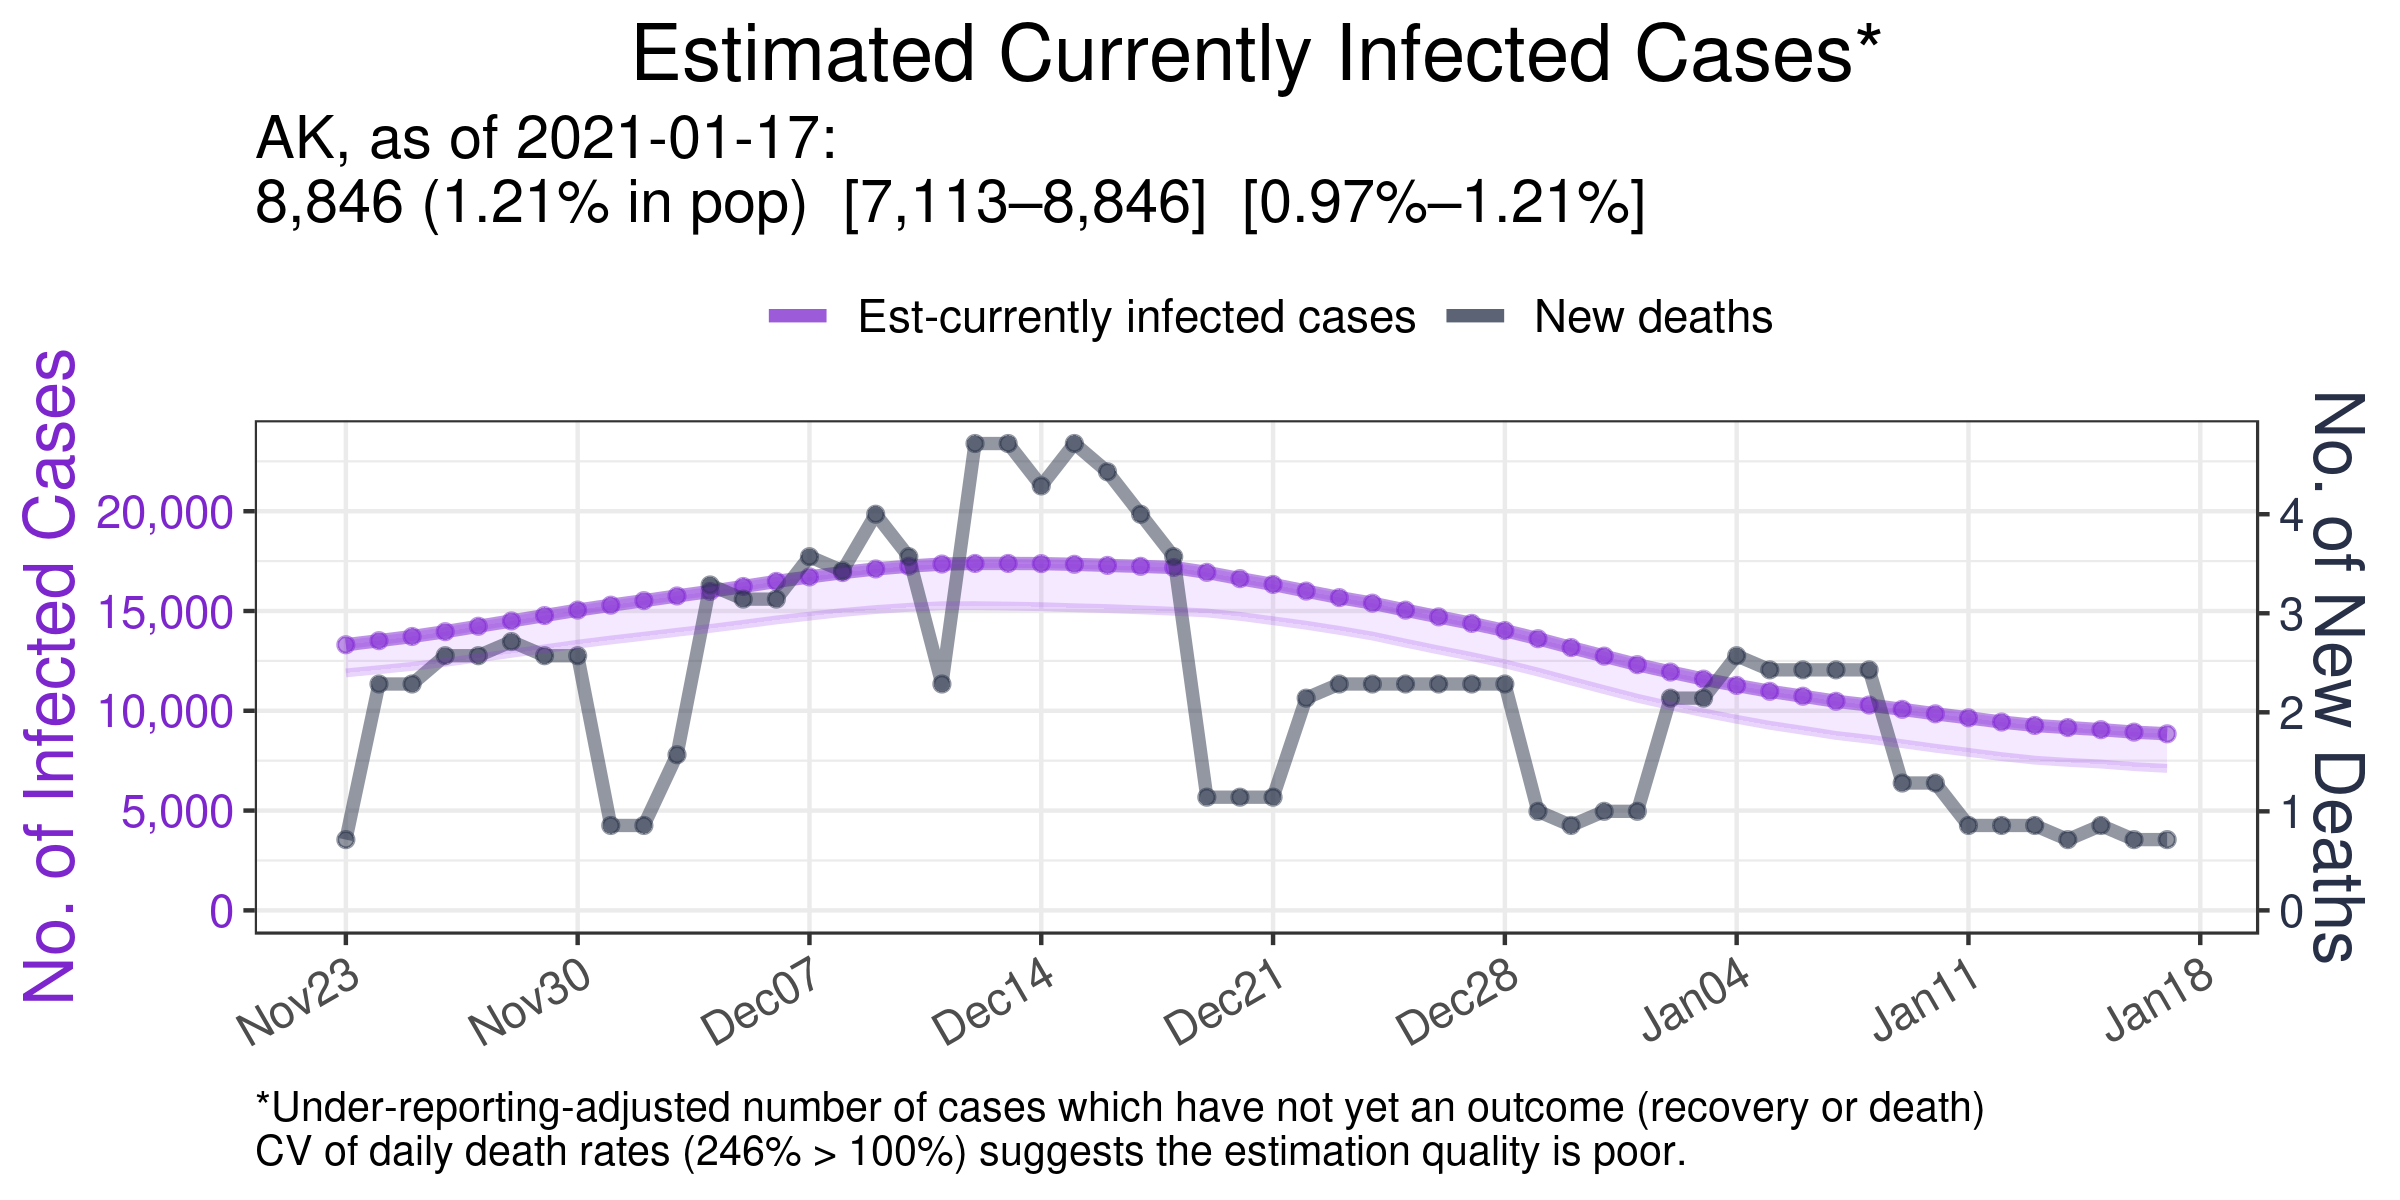 Estimated Currently Infected Cases*
AK, as of 2021-01-17:
8,846 (1.21% in pop)  [7,113–8,846]  [0.97%–1.21%]
Est-currently infected cases
New deaths
No. of Infected Cases
20,000
15,000
10,000
5,000
0
4
3
2
1
0
No. of New Deaths
Nov23
Nov30
Dec07
Dec14
Dec21
Dec28
Jan04
Jan11
Jan18
*Under-reporting-adjusted number of cases which have not yet an outcome (recovery or death)
CV of daily death rates (246% > 100%) suggests the estimation quality is poor.